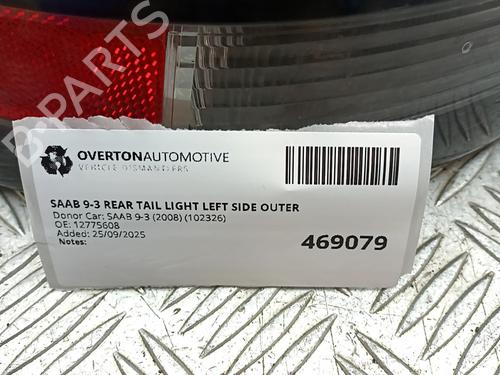 B-PARTS
OVERTONAUTOMOTIVE
VEHICLE DISMANTLERS
SAAB 9-3 REAR TAIL LIGHT LEFT SIDE OUTER
Donor Car: SAAB 9-3 (2008) (102326)
OE: 12775608
Added: 25/09/2025
Notes:
469079